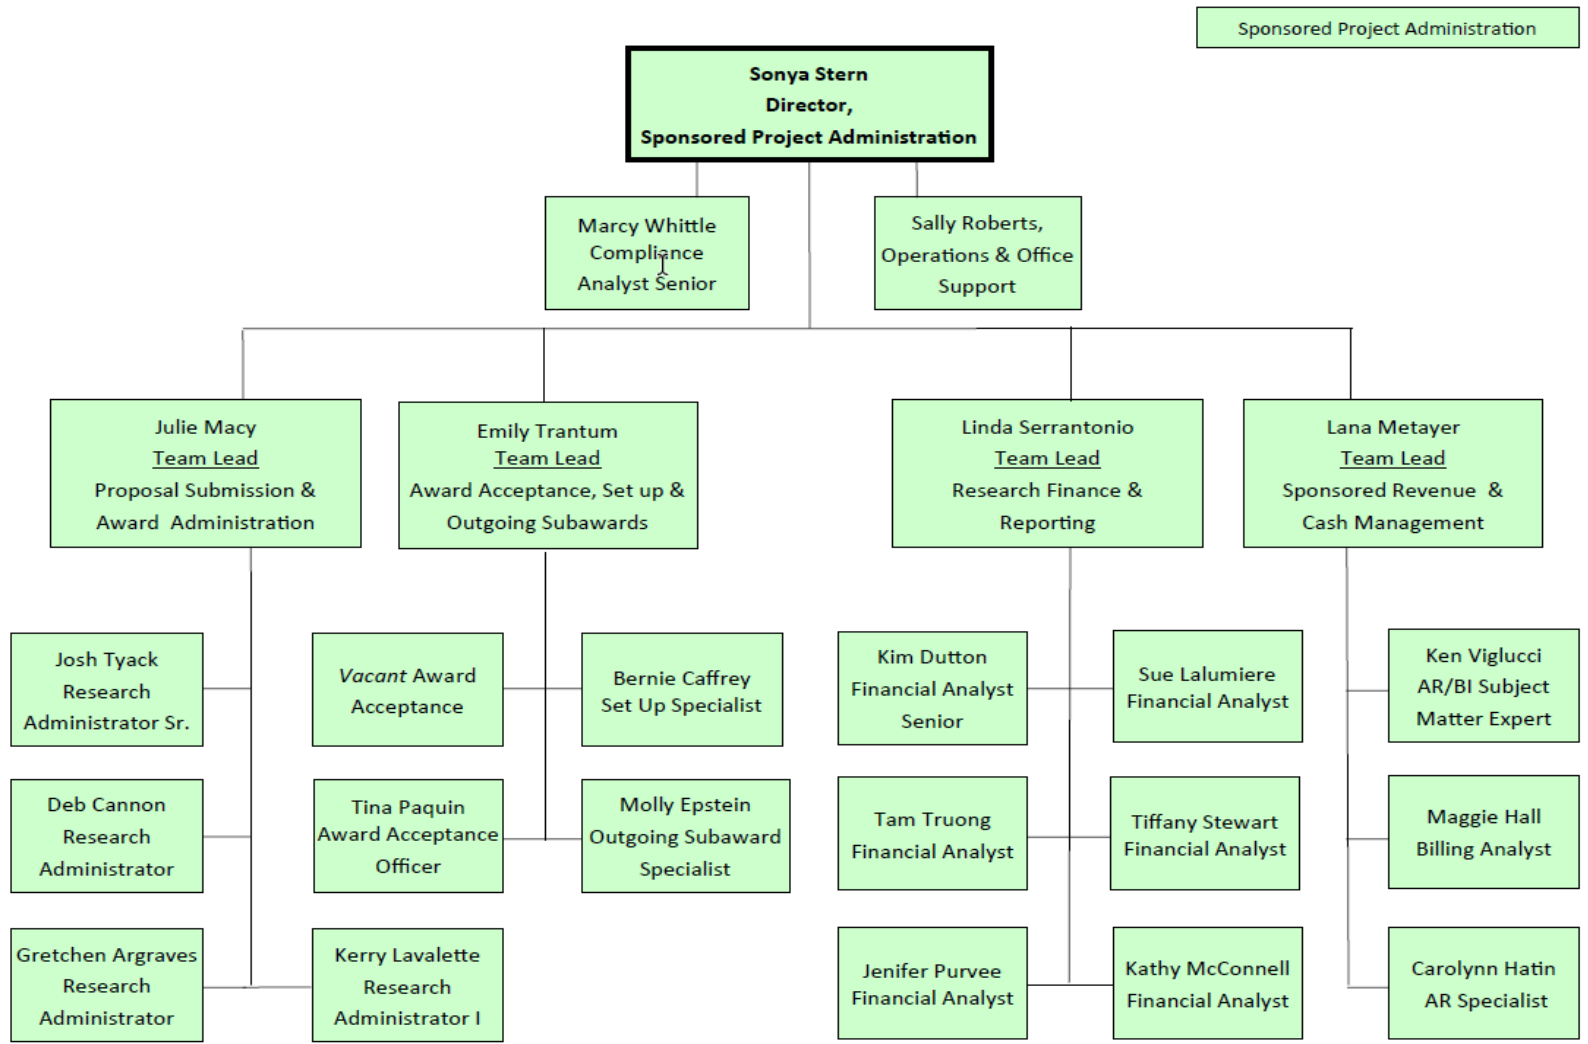 Sponsored Project Administration
Sonya Stern
Director,
Sponsored Project Administration
Marcy Whittle
Compliance
Analyst Senior
Sally Roberts,
Operations & Office
Support
Julie Macy
Team Lead
Proposal Submission &
Award Administration
Emily Trantum
Team Lead
Award Acceptance, Set up &
Outgoing Subawards
Linda Serrantonio
Team Lead
Research Finance &
Reporting
Lana Metayer
Team Lead
Sponsored Revenue &
Cash Management
Josh Tyack
Research
Administrator Sr.
Vacant Award
Acceptance
Bernie Caffrey
Set Up Specialist
Kim Dutton
Financial Analyst
Senior
Sue Lalumiere
Financial Analyst
Ken Viglucci
AR/BI Subject
Matter Expert
Deb Cannon
Research
Administrator
Tina Paquin
Award Acceptance
Officer
Molly Epstein
Outgoing Subaward
Specialist
Tam Truong
Financial Analyst
Tiffany Stewart
Financial Analyst
Maggie Hall
Billing Analyst
Gretchen Argraves
Research
Administrator
Kerry Lavalette
Research
Administrator I
Jenifer Purvee
Financial Analyst
Kathy McConnell
Financial Analyst
Carolynn Hatin
AR Specialist